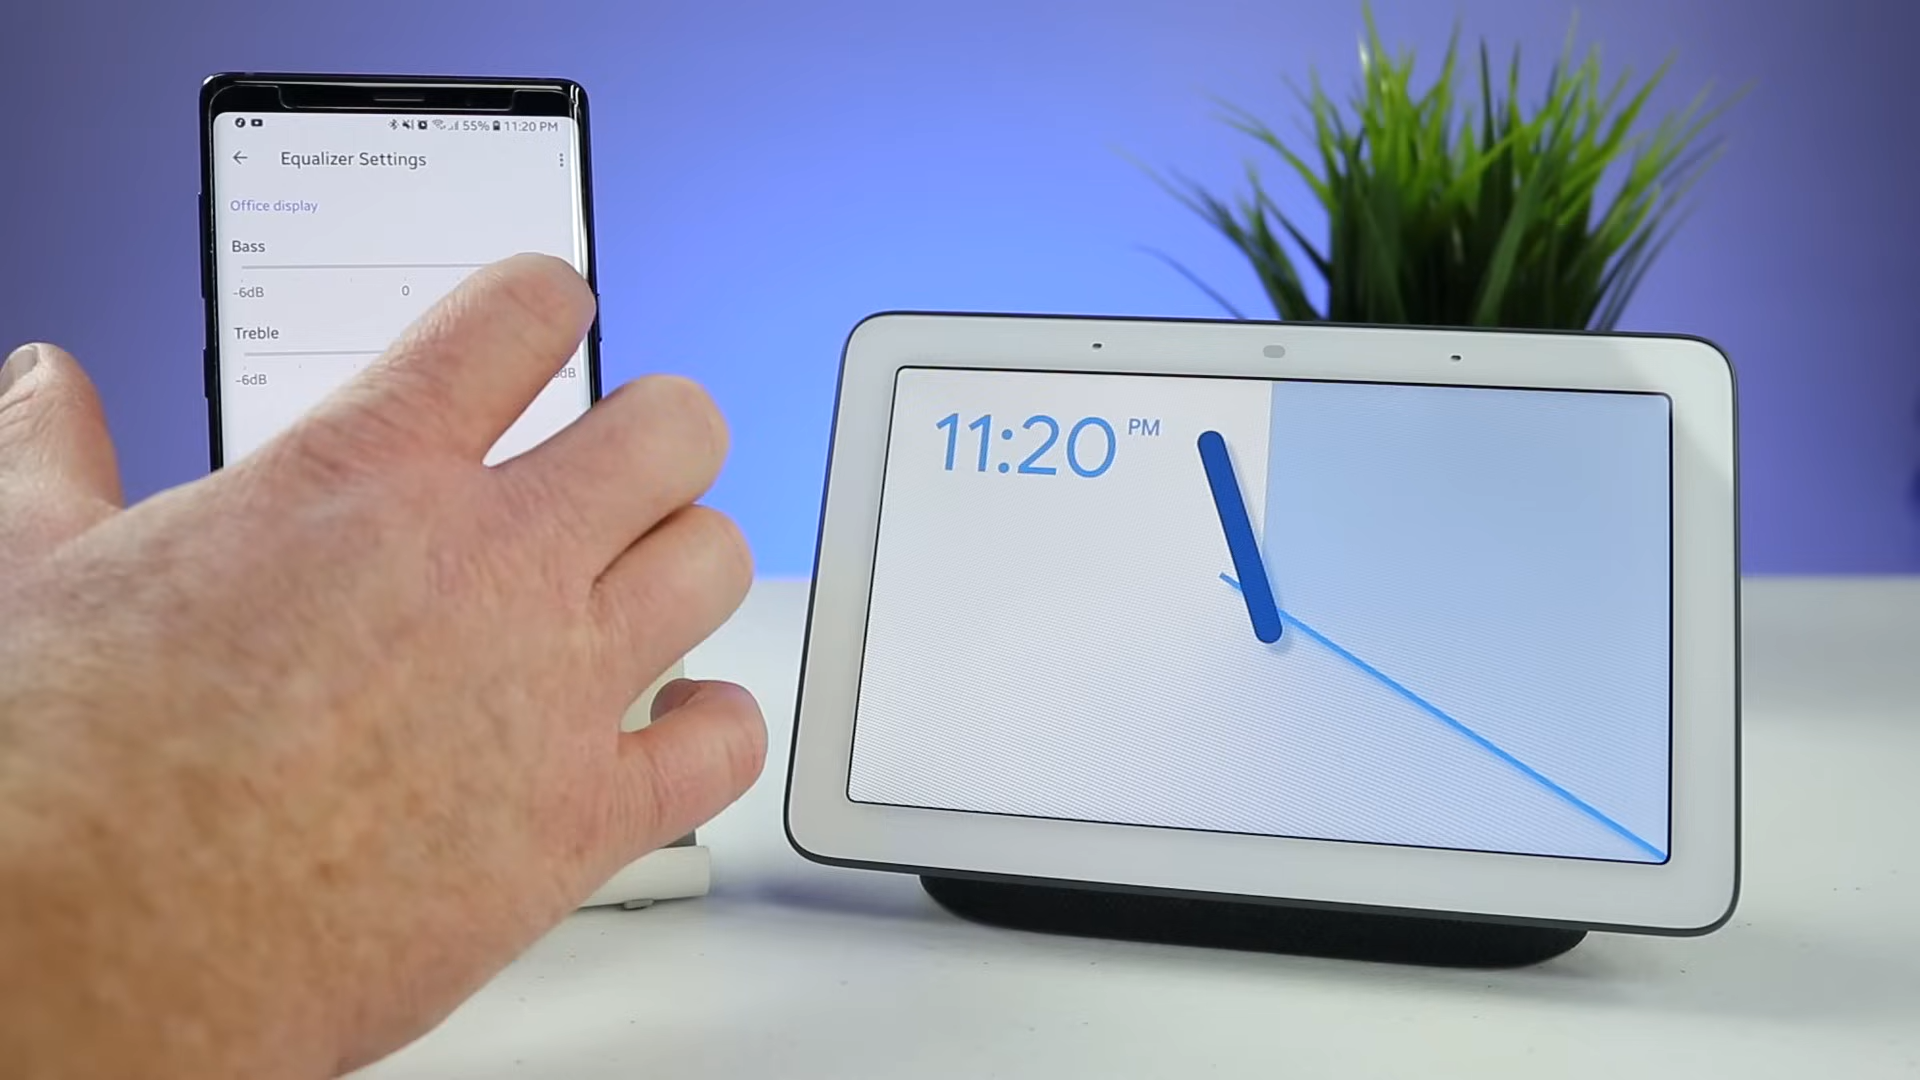 55% 11:20 PM
Equalizer Settings
Office display
Bass
-6dB 0
Treble
-6dB
11:20 PM